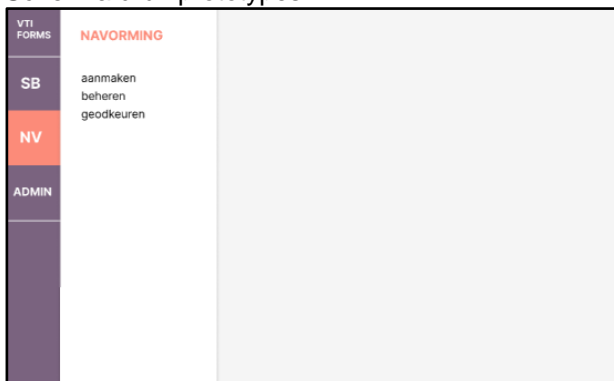 VTI
FORMS
NAVORMING
SB
aanmaken
beheren
geodkeuren
NV
ADMIN